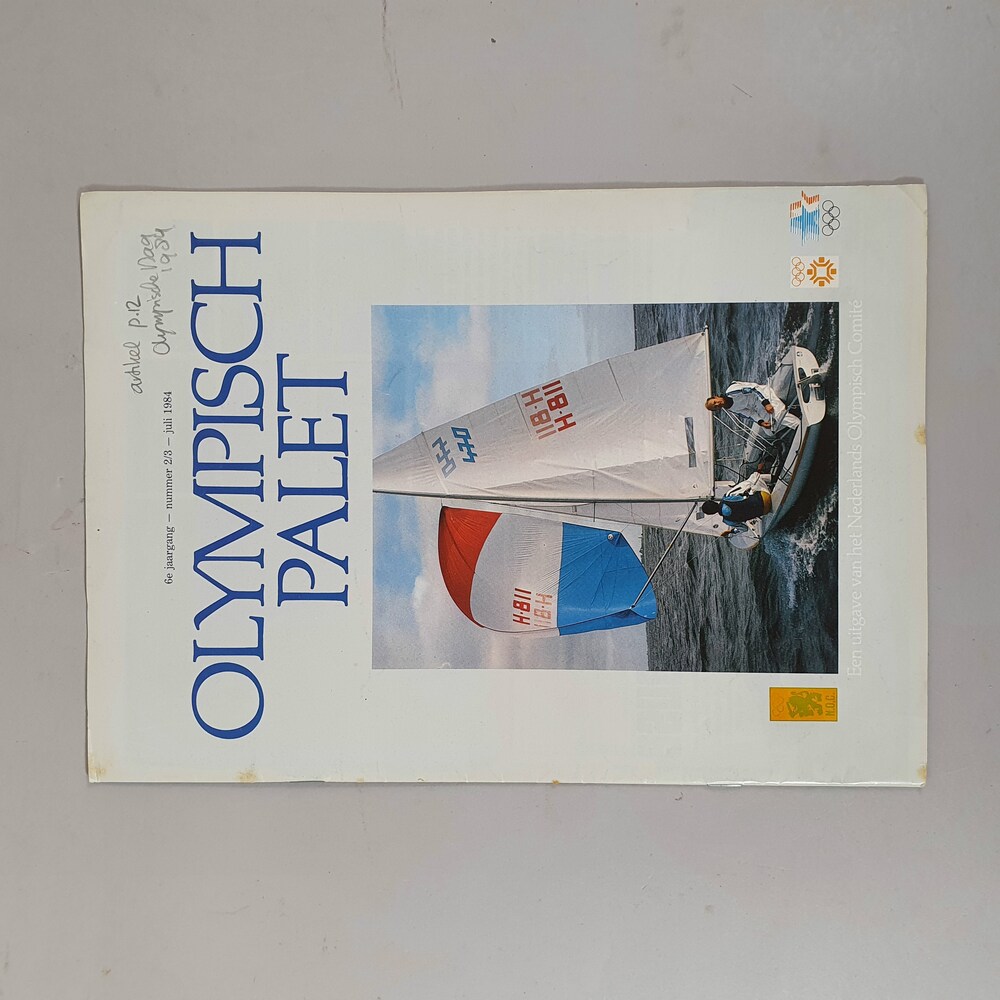 artikel p.12
Olympische Dag
1984
6e jaargang — nummer 2/3 — juli 1984
OLYMPISCH
PALET
470
H-811
H-811
H-811
N.O.C.
Een uitgave van het Nederlands Olympisch Comité